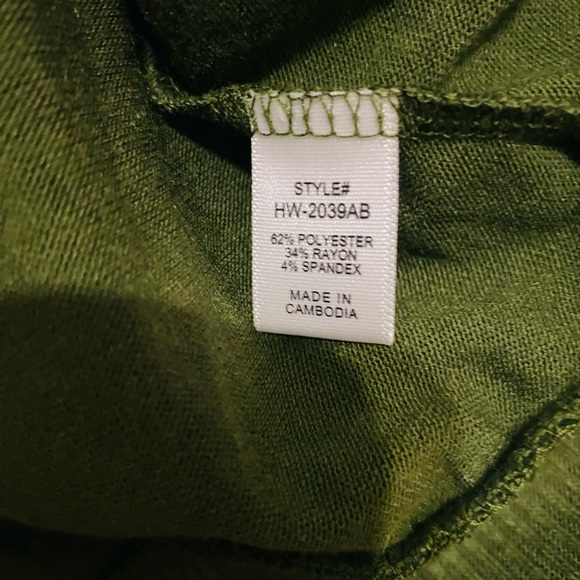 STYLE#
HW-2039AB
62% POLYESTER
34% RAYON
4% SPANDEX
MADE IN
CAMBODIA